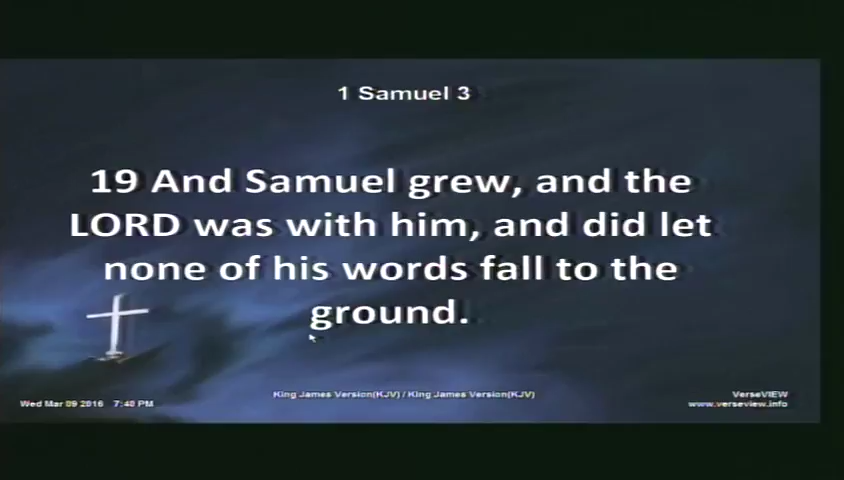 1 Samuel 3
19 And Samuel grew, and the
LORD was with him, and did let
none of his words fall to the
ground.
King James Version(KJV) / King James Version(KJV)
VerseVIEW
Wed Mar 09 2016 7:40 PM
www.verseview.info